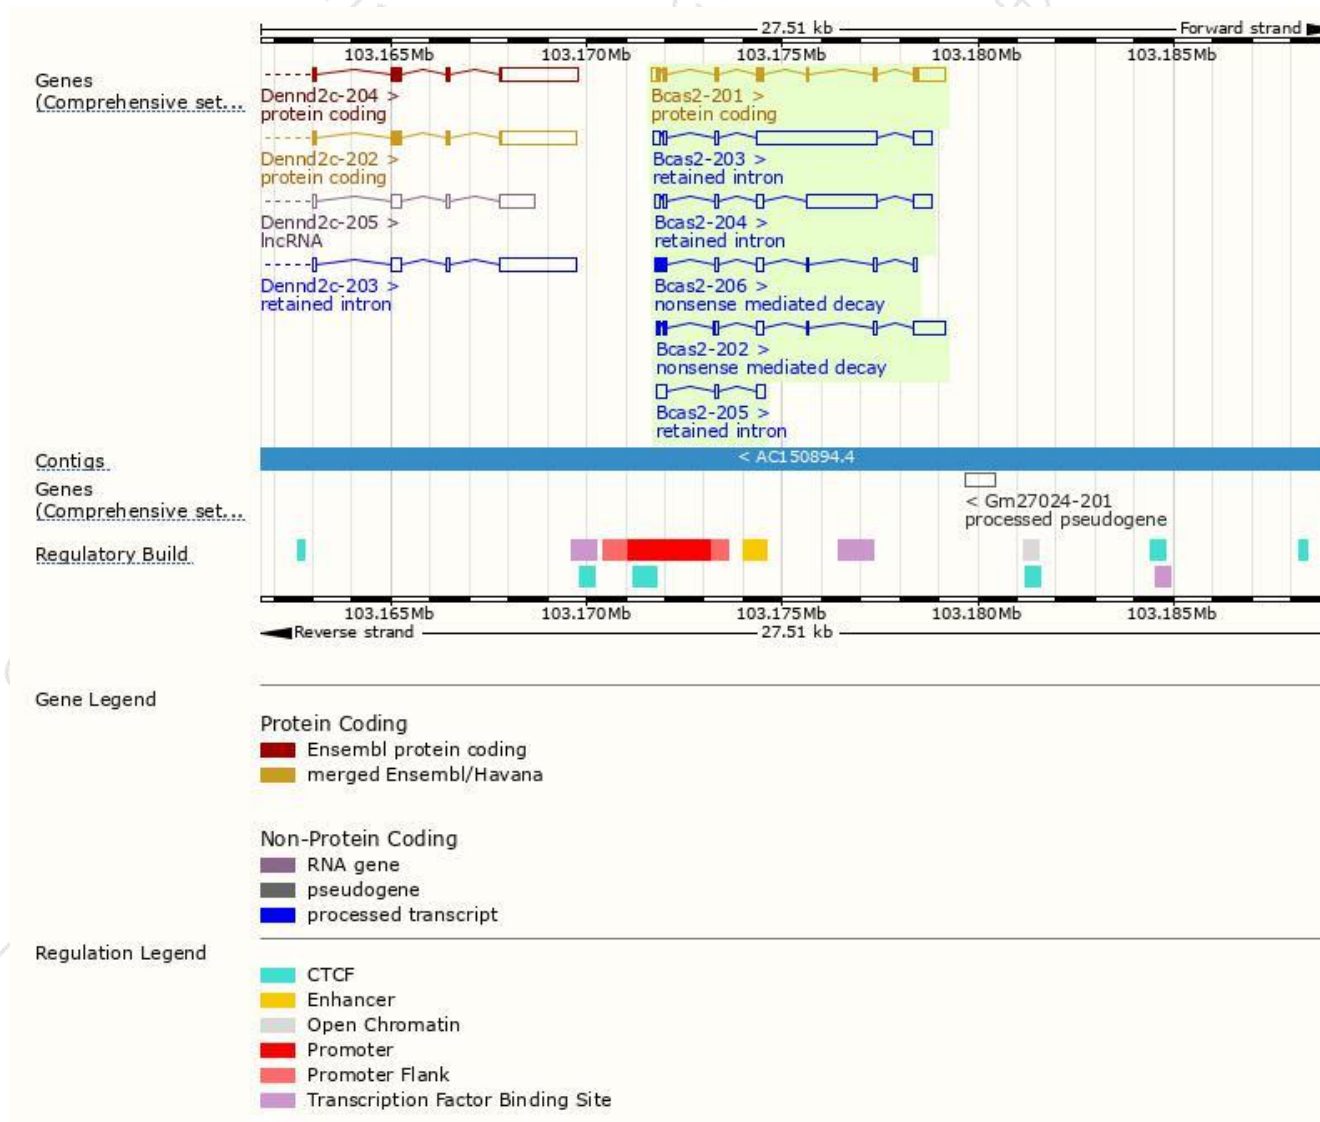 27.51 kb
Forward strand
103.165Mb 103.170Mb 103.175Mb 103.180Mb 103.185Mb
Genes
(Comprehensive set...
Dennd2c-204 >
protein coding
Bcas2-201 >
protein coding
Dennd2c-202 >
protein coding
Bcas2-203 >
retained intron
Dennd2c-205 >
lncRNA
Bcas2-204 >
retained intron
Dennd2c-203 >
retained intron
Bcas2-206 >
nonsense mediated decay
Bcas2-202 >
nonsense mediated decay
Bcas2-205 >
retained intron
Contigs
< AC150894.4
Genes
(Comprehensive set...
< Gm27024-201
processed pseudogene
Regulatory Build
103.165Mb 103.170Mb 103.175Mb 103.180Mb 103.185Mb
Reverse strand
27.51 kb
Gene Legend
Protein Coding
Ensembl protein coding
merged Ensembl/Havana
Non-Protein Coding
RNA gene
pseudogene
processed transcript
Regulation Legend
CTCF
Enhancer
Open Chromatin
Promoter
Promoter Flank
Transcription Factor Binding Site